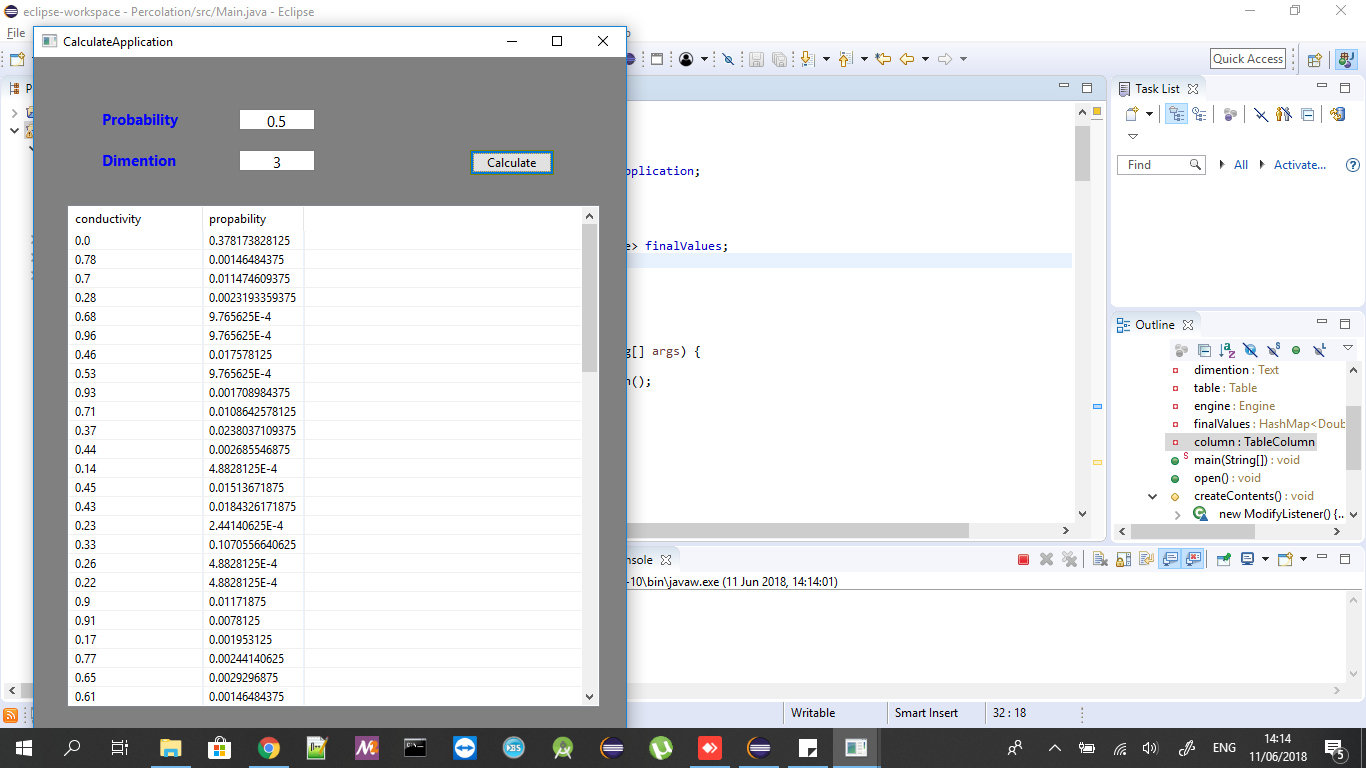 eclipse-workspace - Percolation/src/Main.java - Eclipse
File
CalculateApplication
Quick Access
Probability
0.5
Dimention
3
Calculate
conductivity propability
0.0 0.378173828125
0.78 0.00146484375
0.7 0.011474609375
0.28 0.0023193359375
0.68 9.765625E-4
0.96 9.765625E-4
0.46 0.017578125
0.53 9.765625E-4
0.93 0.001708984375
0.71 0.0108642578125
0.37 0.0238037109375
0.44 0.002685546875
0.14 4.8828125E-4
0.45 0.01513671875
0.43 0.0184326171875
0.23 2.44140625E-4
0.33 0.1070556640625
0.26 4.8828125E-4
0.22 4.8828125E-4
0.9 0.01171875
0.91 0.0078125
0.17 0.001953125
0.77 0.00244140625
0.65 0.0029296875
0.61 0.00146484375
pplication;
e> finalValues;
g[] args) {
n();
Task List
Find
All
Activate...
Outline
dimention : Text
table : Table
engine : Engine
finalValues : HashMap<Doub
column : TableColumn
main(String[]) : void
open() : void
createContents() : void
new ModifyListener() {...
nsole
-10\bin\javaw.exe (11 Jun 2018, 14:14:01)
Writable
Smart Insert
32 : 18
ENG
14:14
11/06/2018
5